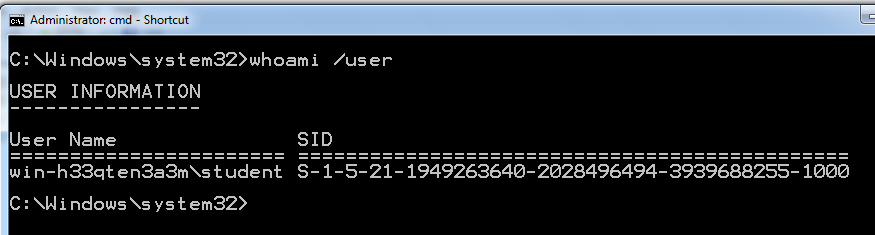 Administrator: cmd - Shortcut
C:\Windows\system32>whoami /user
USER INFORMATION
----------------
User Name SID
======================= ==============================================
win-h33qten3a3m\student S-1-5-21-1949263640-2028496494-3939688255-1000
C:\Windows\system32>